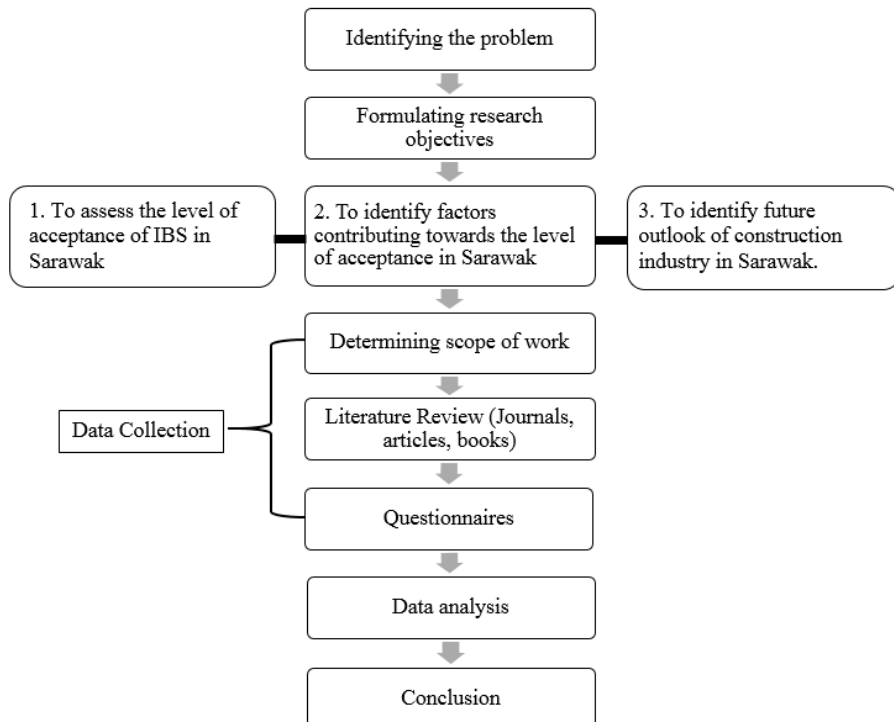 Identifying the problem
Formulating research
objectives
1. To assess the level of
acceptance of IBS in
Sarawak
2. To identify factors
contributing towards the level
of acceptance in Sarawak
3. To identify future
outlook of construction
industry in Sarawak.
Determining scope of work
Data Collection
Literature Review (Journals,
articles, books)
Questionnaires
Data analysis
Conclusion